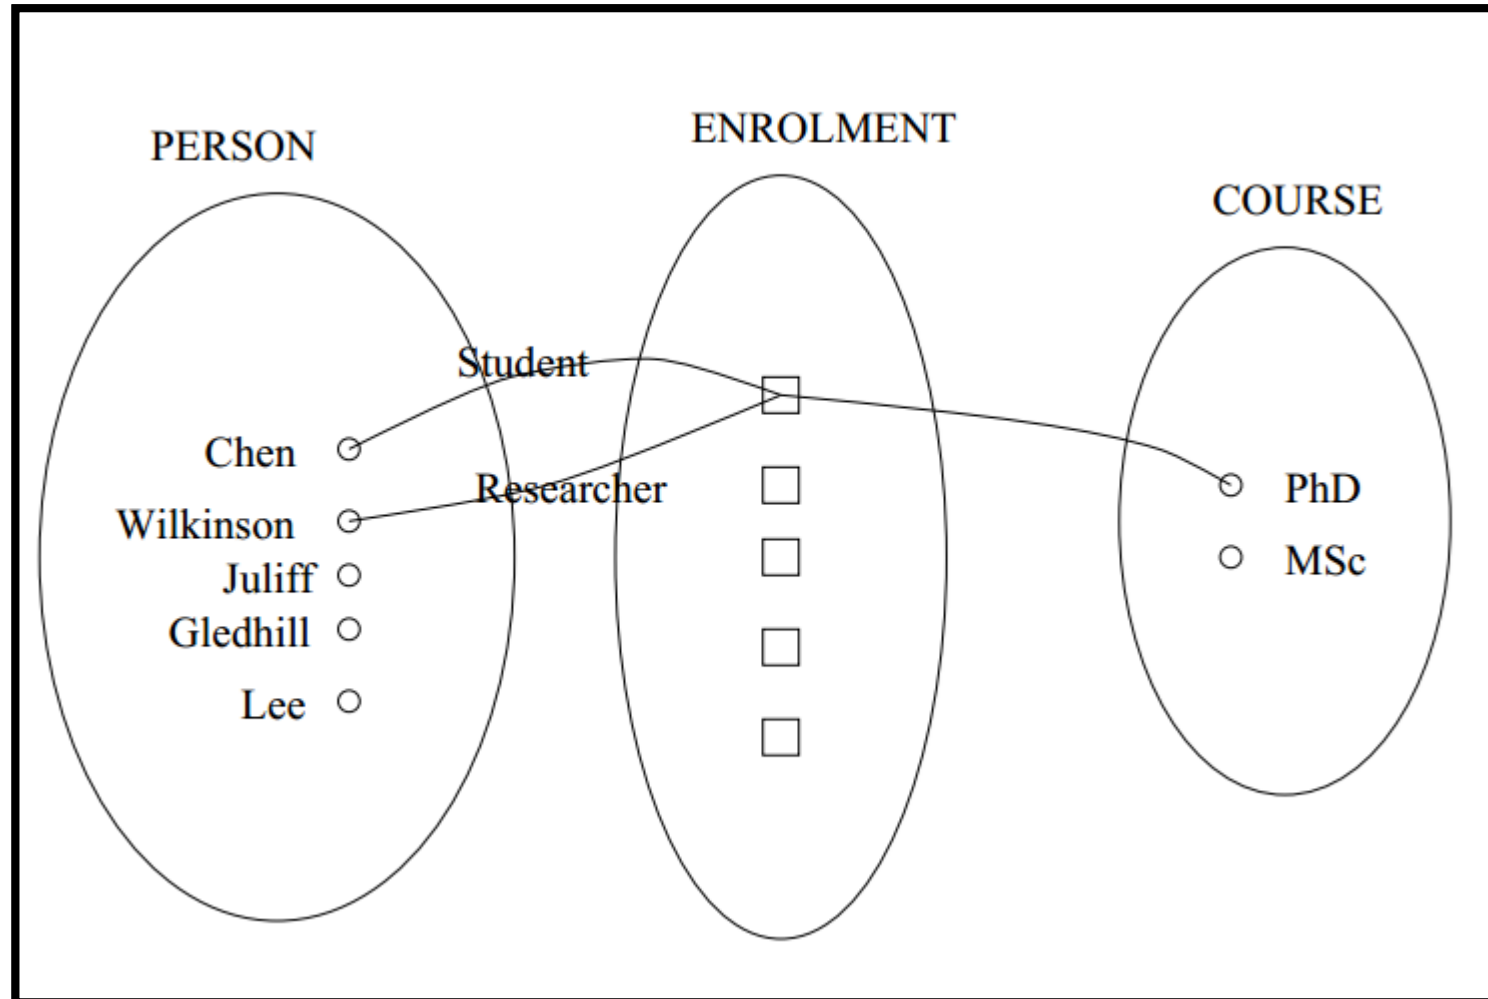 PERSON
ENROLMENT
COURSE
Student
Researcher
Chen
Wilkinson
Juliff
Gledhill
Lee
PhD
MSc